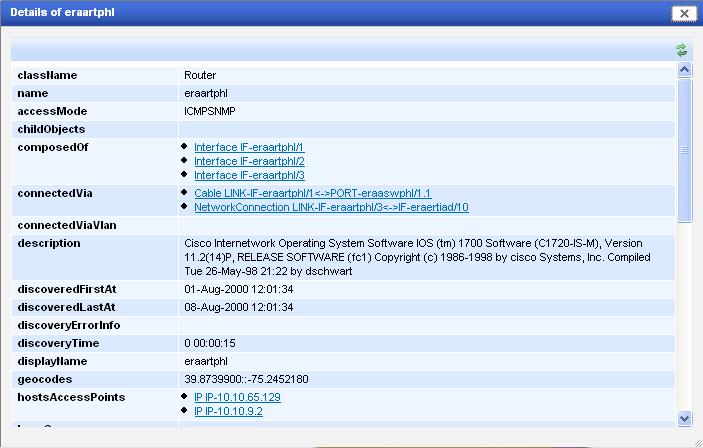 Details of eraartphl
className Router
name eraartphl
accessMode ICMPSNMP
childObjects
composedOf Interface IF-eraartphl/1
Interface IF-eraartphl/2
Interface IF-eraartphl/3
connectedVia Cable LINK-IF-eraartphl/1<->PORT-eraaswphl/1.1
NetworkConnection LINK-IF-eraartphl/3<->IF-eraertiad/10
connectedViaVlan
description Cisco Internetwork Operating System Software IOS (tm) 1700 Software (C1720-IS-M), Version
11.2(14)P, RELEASE SOFTWARE (fc1) Copyright (c) 1986-1998 by cisco Systems, Inc. Compiled
Tue 26-May-98 21:22 by dschwart
discoveredFirstAt 01-Aug-2000 12:01:34
discoveredLastAt 08-Aug-2000 12:01:34
discoveryErrorInfo
discoveryTime 0 00:00:15
displayName eraartphl
geocodes 39.8739900::-75.2452180
hostsAccessPoints IP IP-10.10.65.129
IP IP-10.10.9.2